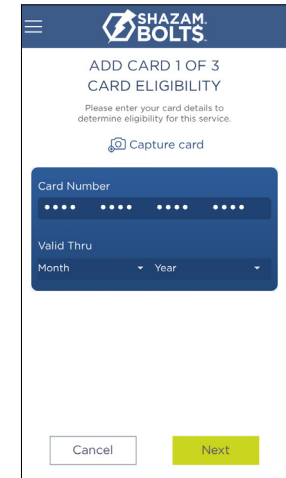 SHAZAM.
BOLT$.
ADD CARD 1 OF 3
CARD ELIGIBILITY
Please enter your card details to
determine eligibility for this service.
Capture card
Card Number
•••• •••• •••• ••••
Valid Thru
Month Year
Cancel Next